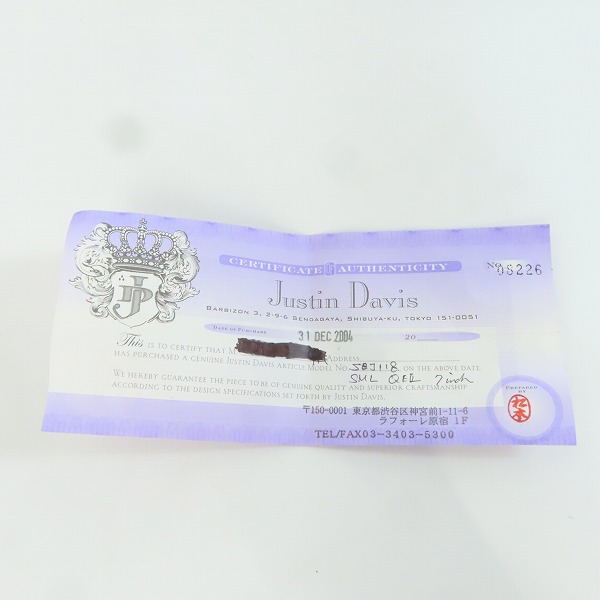 CERTIFICATE OF AUTHENTICITY
No 08226
Justin Davis
BARBIZON 3, 2-9-6 SENDAGAYA, SHIBUYA-KU, TOKYO 151-0051
DATE OF PURCHASE 31 DEC 2004 20
This IS TO CERTIFY THAT M ADDRESS
HAS PURCHASED A GENUINE JUSTIN DAVIS ARTICLE MODEL NO. SBJ118 ON THE ABOVE DATE
SML QEII 7inch
WE HEREBY GUARANTEE THE PIECE TO BE OF GENUINE QUALITY AND SUPERIOR CRAFTSMANSHIP
ACCORDING TO THE DESIGN SPECIFICATIONS SET FORTH BY JUSTIN DAVIS.
PREPARED BY
松本
〒150-0001 東京都渋谷区神宮前1-11-6
ラフォーレ原宿 1F
TEL/FAX03-3403-5300